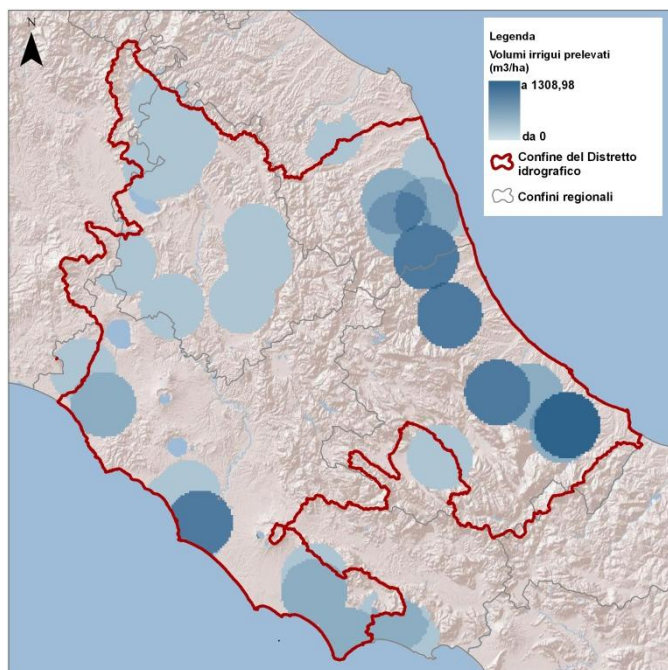 N
Legenda
Volumi irrigui prelevati
(m3/ha)
a 1308,98
da 0
Confine del Distretto
idrografico
Confini regionali